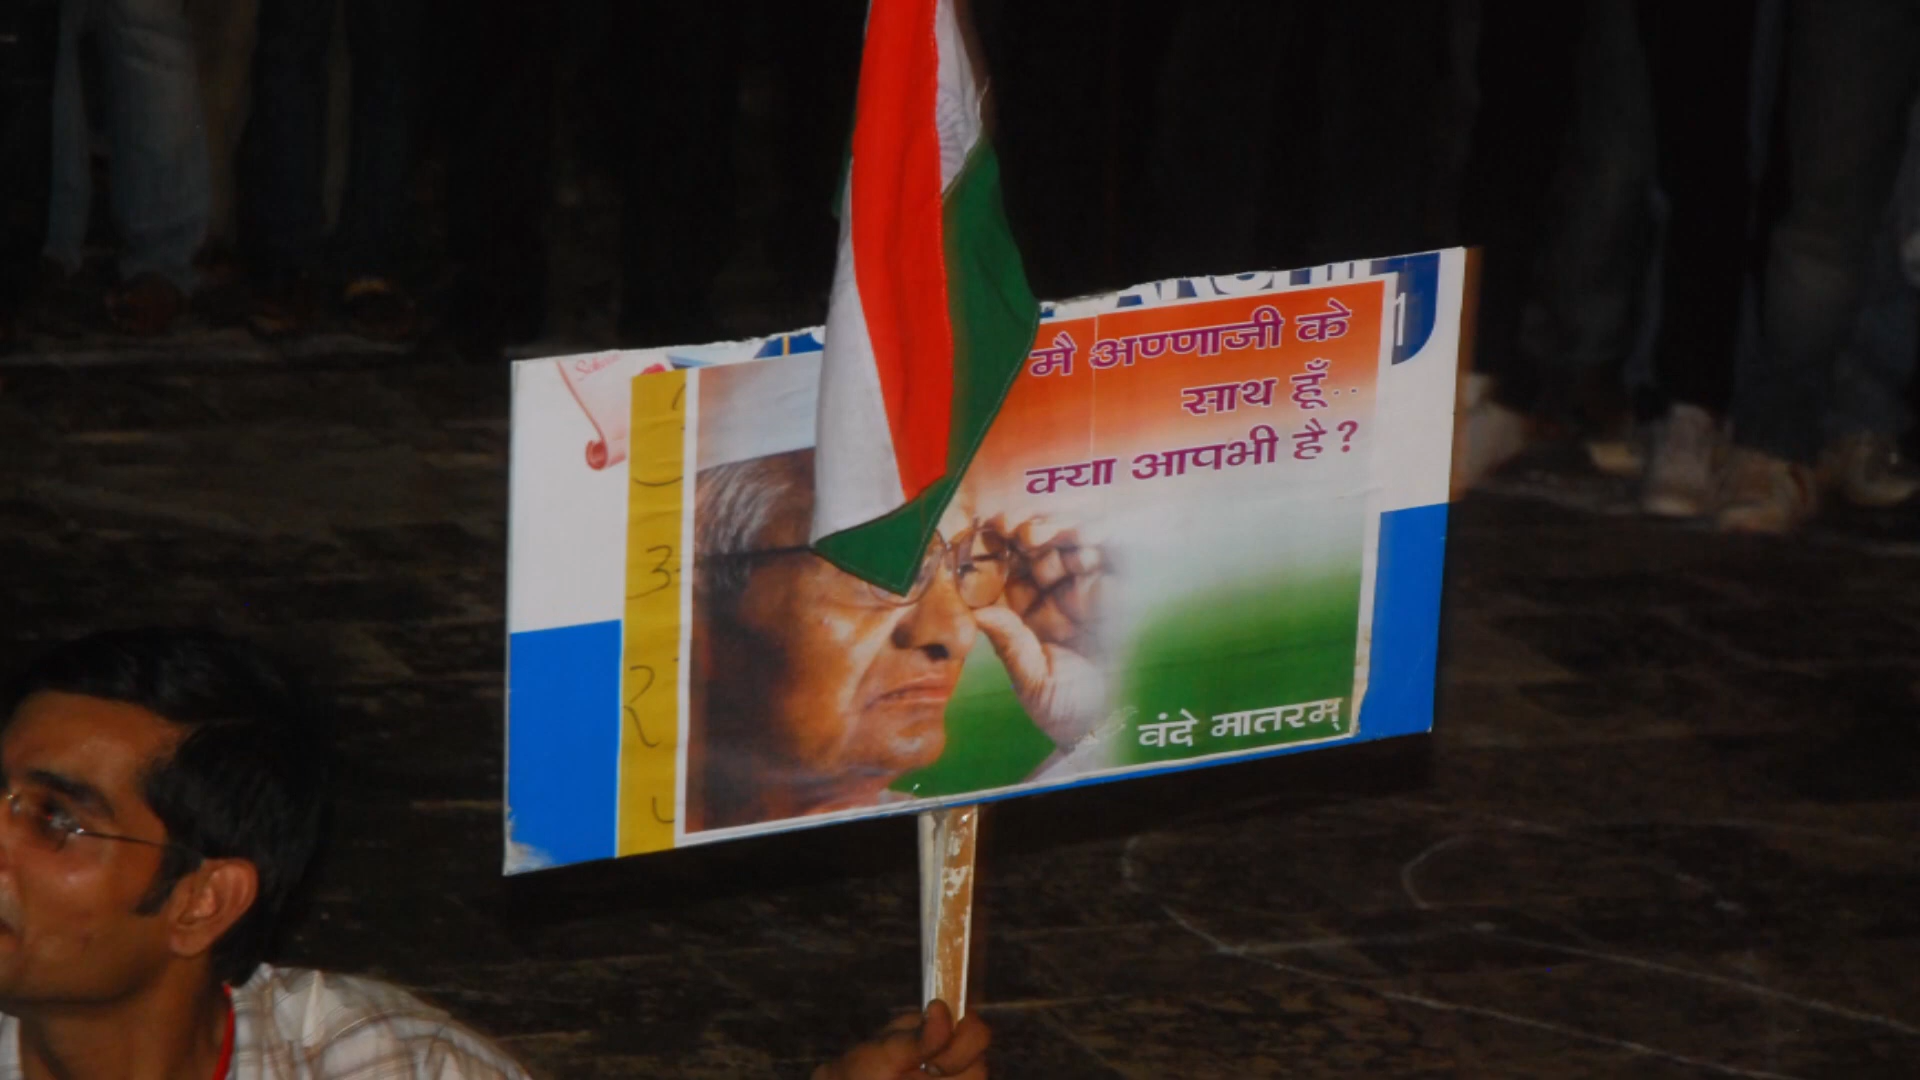 मै अण्णाजी के
साथ हूँ..
क्या आपभी है ?
वंदे मातरम्